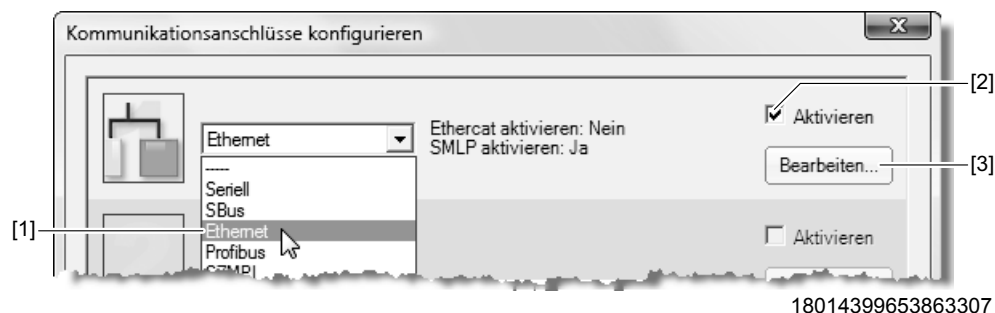 Kommunikationsanschlüsse konfigurieren
x
[2]
Aktivieren
Ethernet
Ethercat aktivieren: Nein
SMLP aktivieren: Ja
Bearbeiten...
[3]
-----
Seriell
SBus
[1]
Ethernet
Profibus
Aktivieren
18014399653863307